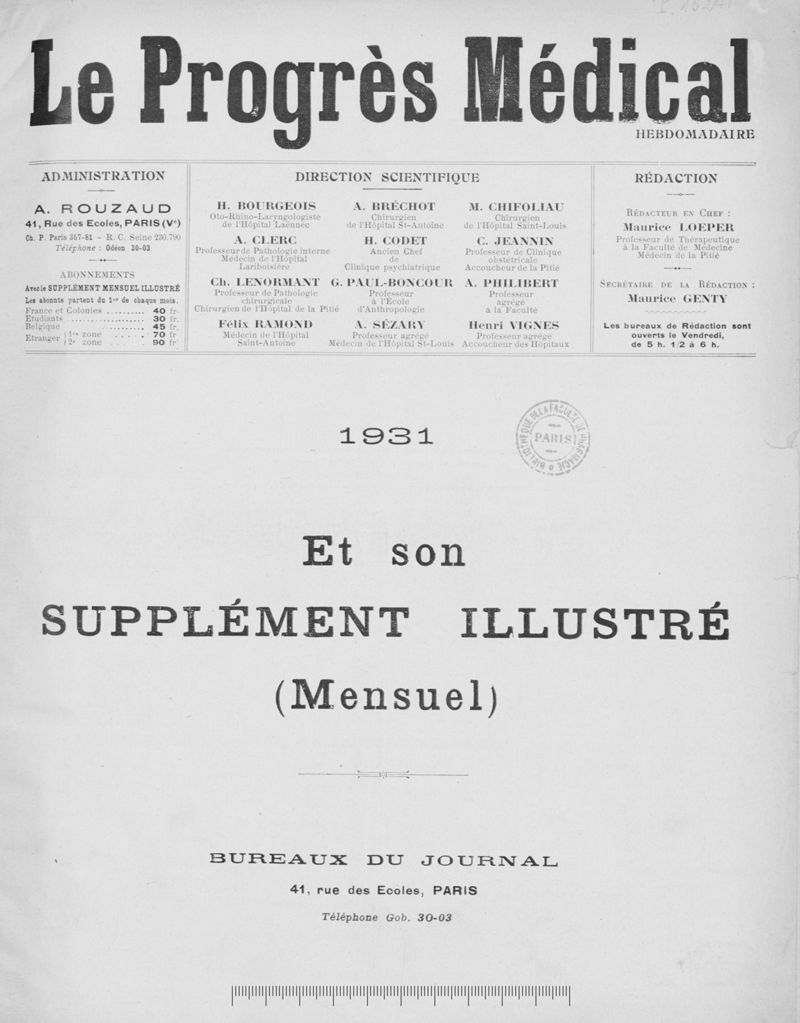 Le Progrès Médical
HEBDOMADAIRE
ADMINISTRATION
A. ROUZAUD
41, Rue des Ecoles, PARIS (Vᵉ)
Ch. P. Paris 357-81 - R. C. Seine 230.790
Téléphone : Odéon 30-03
ABONNEMENTS
Avec le SUPPLÉMENT MENSUEL ILLUSTRÉ
Les abonnts partent du 1ᵉʳ de chaque mois.
France et Colonies .......... 40 fr.
Etudiants .................... 30 fr.
Belgique .......... 45 fr.
Etranger { 1ʳᵉ zone ..... 70 fr
2ᵉ zone ..... 90 fr
DIRECTION SCIENTIFIQUE
H. BOURGEOIS
Oto-Rhino-Laryngologiste
de l'Hôpital Laënnec
A. BRÉCHOT
Chirurgien
de l'Hôpital St-Antoine
M. CHIFOLIAU
Chirurgien
de l'Hôpital Saint-Louis
A. CLERC
Professeur de Pathologie interne
Médecin de l'Hôpital
Lariboisière
H. CODET
Ancien Chef
de
Clinique psychiatrique
C. JEANNIN
Professeur de Clinique
obstétricale
Accoucheur de la Pitié
Ch. LENORMANT
Professeur de Pathologie
chirurgicale
Chirurgien de l'Hôpital de la Pitié
G. PAUL-BONCOUR
Professeur
à l'Ecole
d'Anthropologie
A. PHILIBERT
Professeur
agrégé
à la Faculté
Félix RAMOND
Médecin de l'Hôpital
Saint-Antoine
A. SÉZARY
Professeur agrégé
Médecin de l'Hôpital St-Louis
Henri VIGNES
Professeur agrégé
Accoucheur des Hôpitaux
RÉDACTION
RÉDACTEUR EN CHEF :
Maurice LOEPER
Professeur de Thérapeutique
à la Faculté de Médecine
Médecin de la Pitié
SECRÉTAIRE DE LA RÉDACTION :
Maurice GENTY
Les bureaux de Rédaction sont
ouverts le Vendredi,
de 5 h. 1/2 à 6 h.
1931
BIBLIOTHÈQUE DE LA FACULTÉ DE PHARMACIE
PARIS
Et son
SUPPLÉMENT ILLUSTRÉ
(Mensuel)
BUREAUX DU JOURNAL
41, rue des Ecoles, PARIS
Téléphone Gob. 30-03